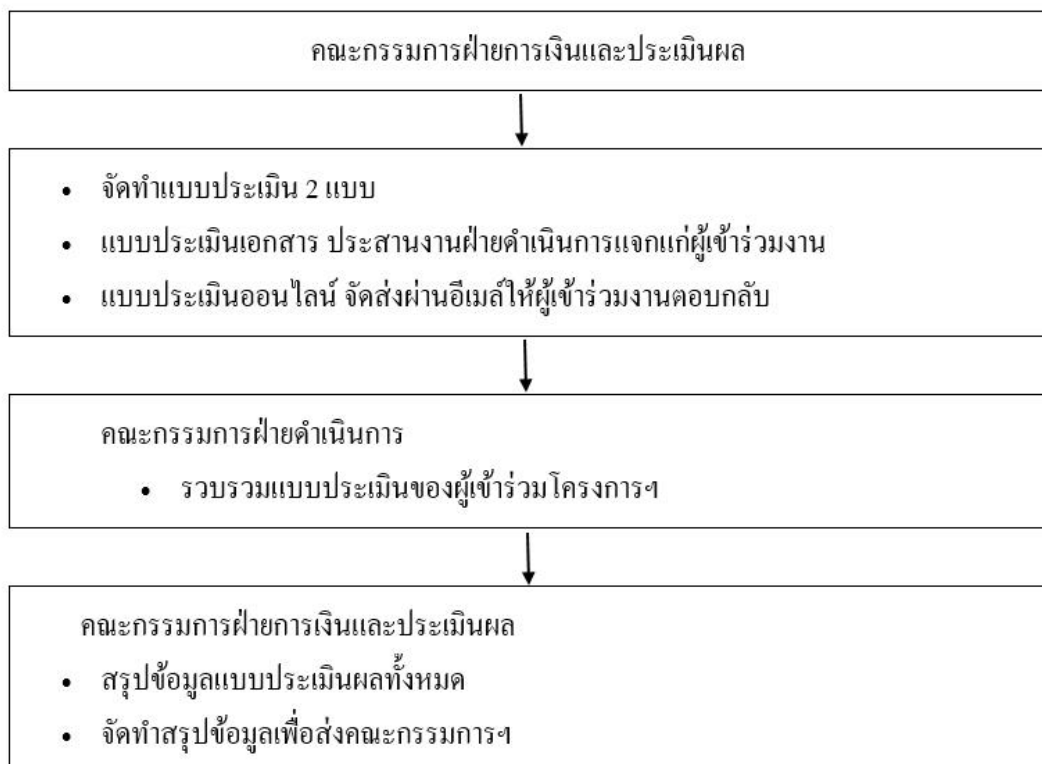 คณะกรรมการฝ่ายการเงินและประเมินผล
• จัดทำแบบประเมิน 2 แบบ
• แบบประเมินเอกสาร ประสานงานฝ่ายดำเนินการแจกแก่ผู้เข้าร่วมงาน
• แบบประเมินออนไลน์ จัดส่งผ่านอีเมล์ให้ผู้เข้าร่วมงานตอบกลับ
คณะกรรมการฝ่ายดำเนินการ
• รวบรวมแบบประเมินของผู้เข้าร่วมโครงการฯ
คณะกรรมการฝ่ายการเงินและประเมินผล
• สรุปข้อมูลแบบประเมินผลทั้งหมด
• จัดทำสรุปข้อมูลเพื่อส่งคณะกรรมการฯ